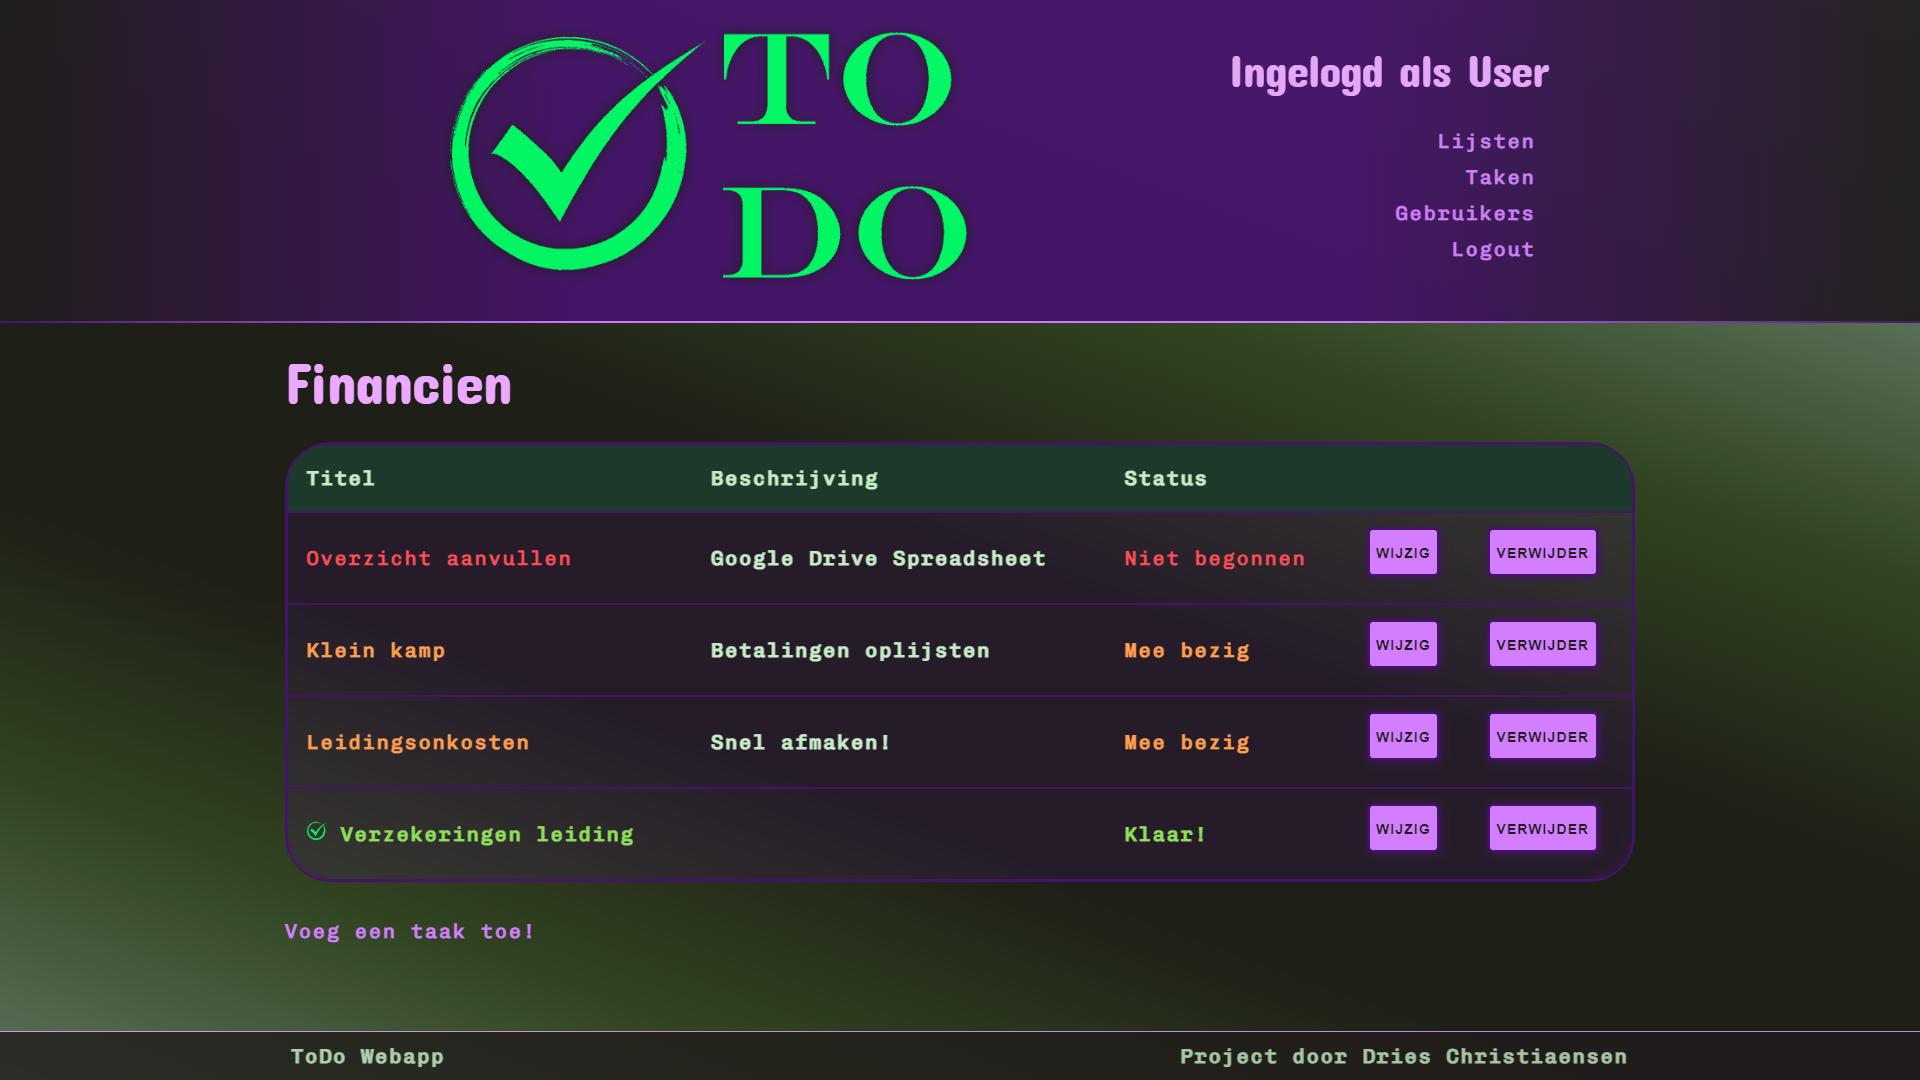 TO
DO
Ingelogd als User
Lijsten
Taken
Gebruikers
Logout
Financien
Titel Beschrijving Status
Overzicht aanvullen Google Drive Spreadsheet Niet begonnen WIJZIG VERWIJDER
Klein kamp Betalingen oplijsten Mee bezig WIJZIG VERWIJDER
Leidingsonkosten Snel afmaken! Mee bezig WIJZIG VERWIJDER
Verzekeringen leiding Klaar! WIJZIG VERWIJDER
Voeg een taak toe!
ToDo Webapp Project door Dries Christiaensen